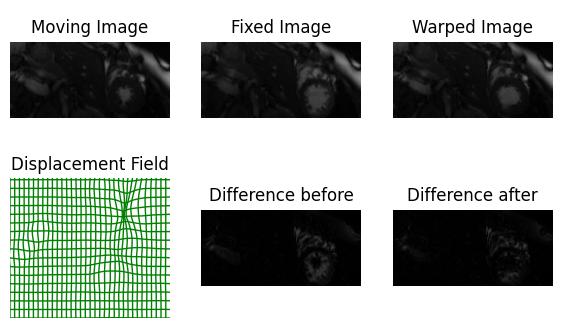 Moving Image
Fixed Image
Warped Image
Displacement Field
Difference before
Difference after